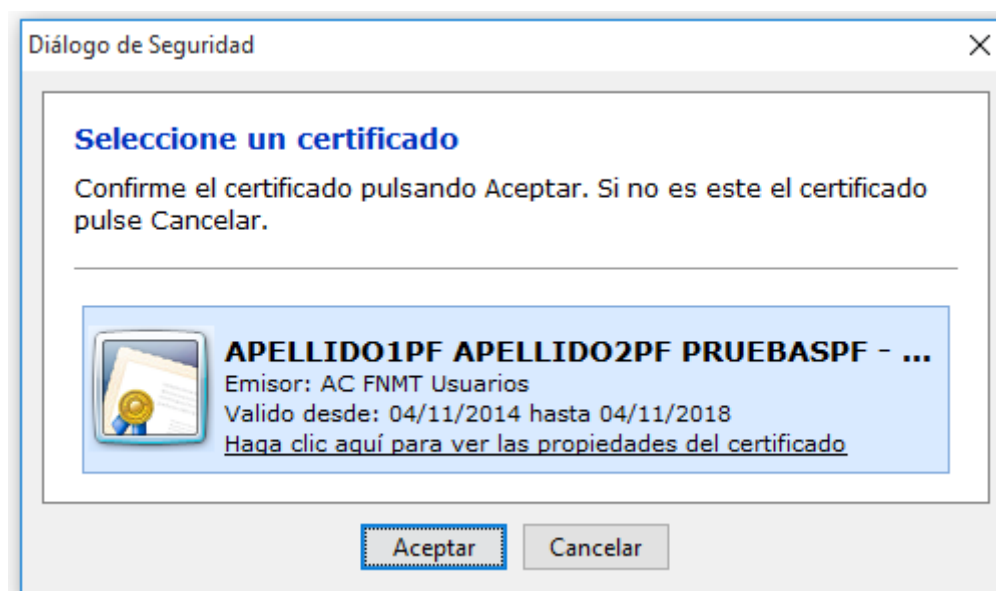 Diálogo de Seguridad
Seleccione un certificado
Confirme el certificado pulsando Aceptar. Si no es este el certificado
pulse Cancelar.
APELLIDO1PF APELLIDO2PF PRUEBASPF - ...
Emisor: AC FNMT Usuarios
Valido desde: 04/11/2014 hasta 04/11/2018
Haga clic aquí para ver las propiedades del certificado
Aceptar Cancelar